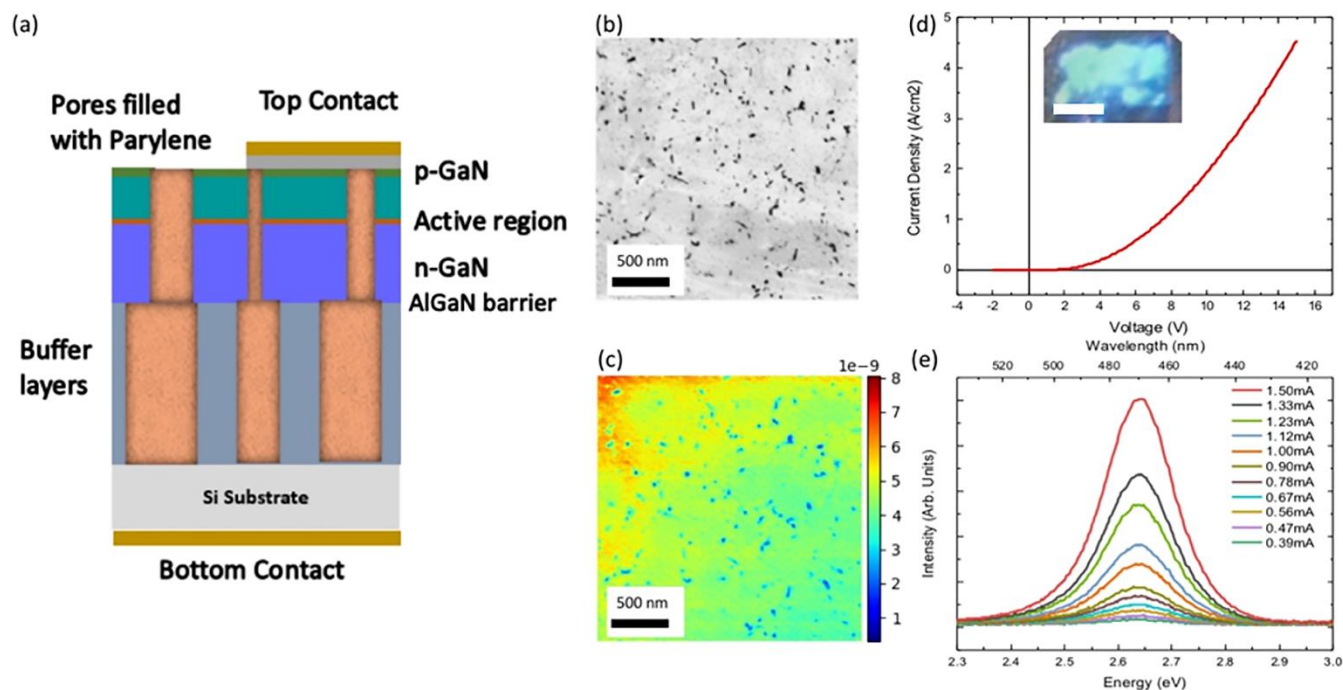 (a)
Pores filled
with Parylene
Top Contact
p-GaN
Active region
n-GaN
AlGaN barrier
Buffer
layers
Si Substrate
Bottom Contact
(b)
500 nm
(c)
1e-9
8
7
6
5
4
3
2
1
500 nm
(d)
Current Density (A/cm2)
5
4
3
2
1
0
-4 -2 0 2 4 6 8 10 12 14 16
Voltage (V)
(e)
Wavelength (nm)
520 500 480 460 440 420
Intensity (Arb. Units)
1.50mA
1.33mA
1.23mA
1.12mA
1.00mA
0.90mA
0.78mA
0.67mA
0.56mA
0.47mA
0.39mA
2.3 2.4 2.5 2.6 2.7 2.8 2.9 3.0
Energy (eV)